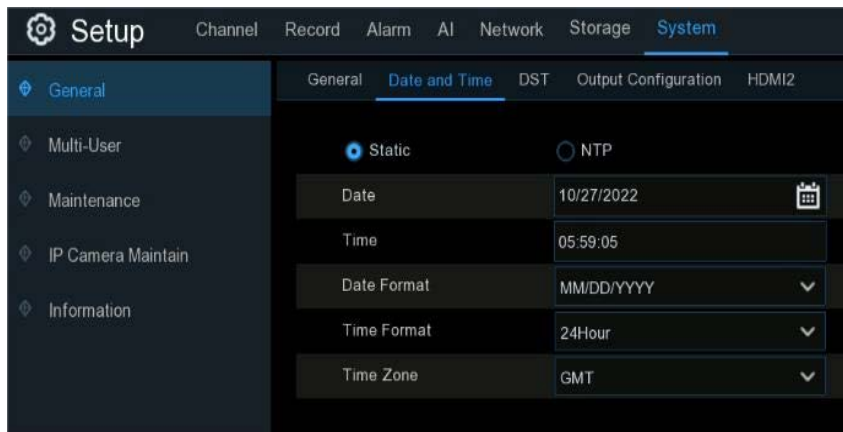 Setup Channel Record Alarm AI Network Storage System
General Date and Time DST Output Configuration HDMI2
General
Multi-User
Maintenance
IP Camera Maintain
Information
Static NTP
Date 10/27/2022
Time 05:59:05
Date Format MM/DD/YYYY
Time Format 24Hour
Time Zone GMT